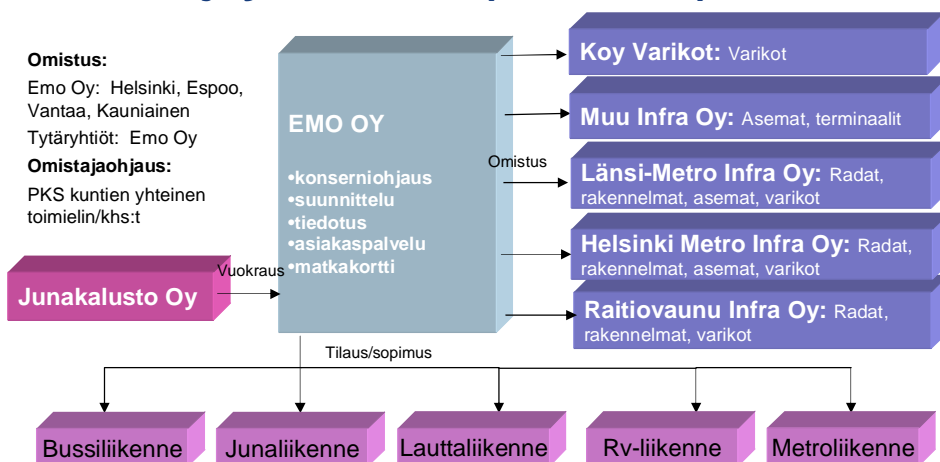 Omistus:
Emo Oy: Helsinki, Espoo,
Vantaa, Kauniainen
Tytäryhtiöt: Emo Oy
Omistajaohjaus:
PKS kuntien yhteinen
toimielin/khs:t
Junakalusto Oy
Vuokraus
EMO OY
•konserniohjaus
•suunnittelu
•tiedotus
•asiakaspalvelu
•matkakortti
Omistus
Koy Varikot: Varikot
Muu Infra Oy: Asemat, terminaalit
Länsi-Metro Infra Oy: Radat,
rakennelmat, asemat, varikot
Helsinki Metro Infra Oy: Radat,
rakennelmat, asemat, varikot
Raitiovaunu Infra Oy: Radat,
rakennelmat, varikot
Tilaus/sopimus
Bussiliikenne
Junaliikenne
Lauttaliikenne
Rv-liikenne
Metroliikenne